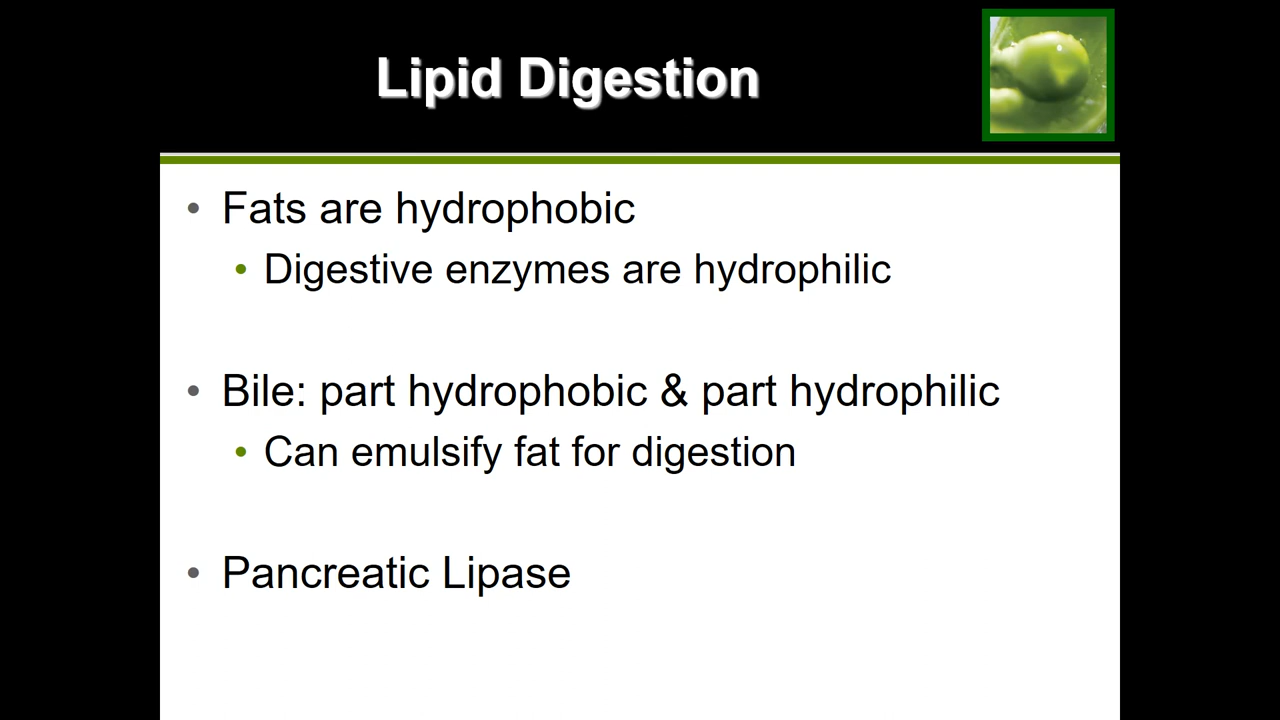 Lipid Digestion
• Fats are hydrophobic
• Digestive enzymes are hydrophilic
• Bile: part hydrophobic & part hydrophilic
• Can emulsify fat for digestion
• Pancreatic Lipase